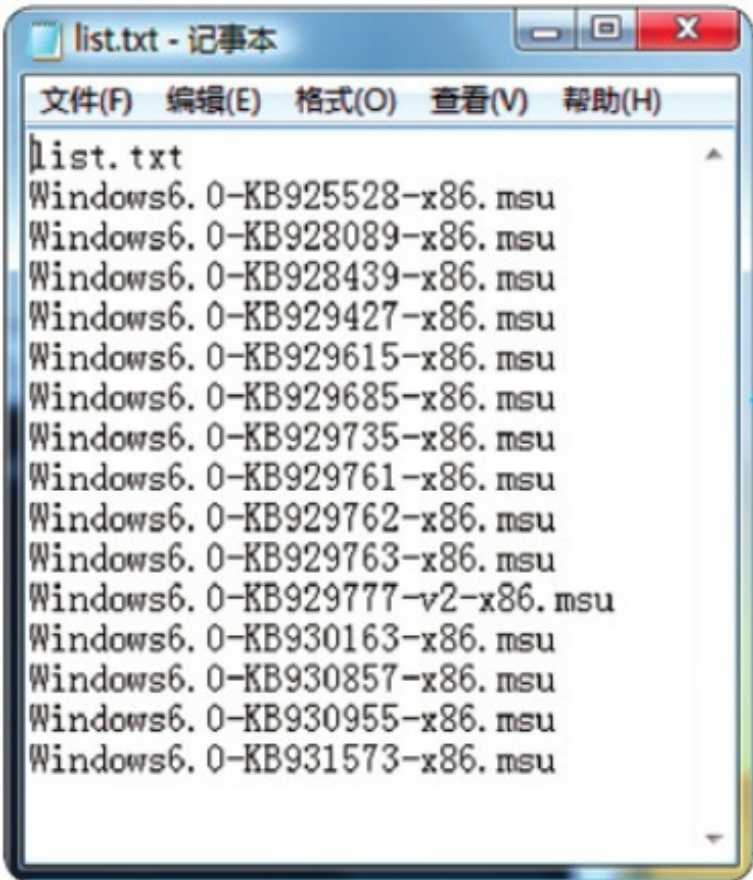 list.txt - 记事本
文件(F) 编辑(E) 格式(O) 查看(V) 帮助(H)
list.txt
Windows6.0-KB925528-x86.msu
Windows6.0-KB928089-x86.msu
Windows6.0-KB928439-x86.msu
Windows6.0-KB929427-x86.msu
Windows6.0-KB929615-x86.msu
Windows6.0-KB929685-x86.msu
Windows6.0-KB929735-x86.msu
Windows6.0-KB929761-x86.msu
Windows6.0-KB929762-x86.msu
Windows6.0-KB929763-x86.msu
Windows6.0-KB929777-v2-x86.msu
Windows6.0-KB930163-x86.msu
Windows6.0-KB930857-x86.msu
Windows6.0-KB930955-x86.msu
Windows6.0-KB931573-x86.msu